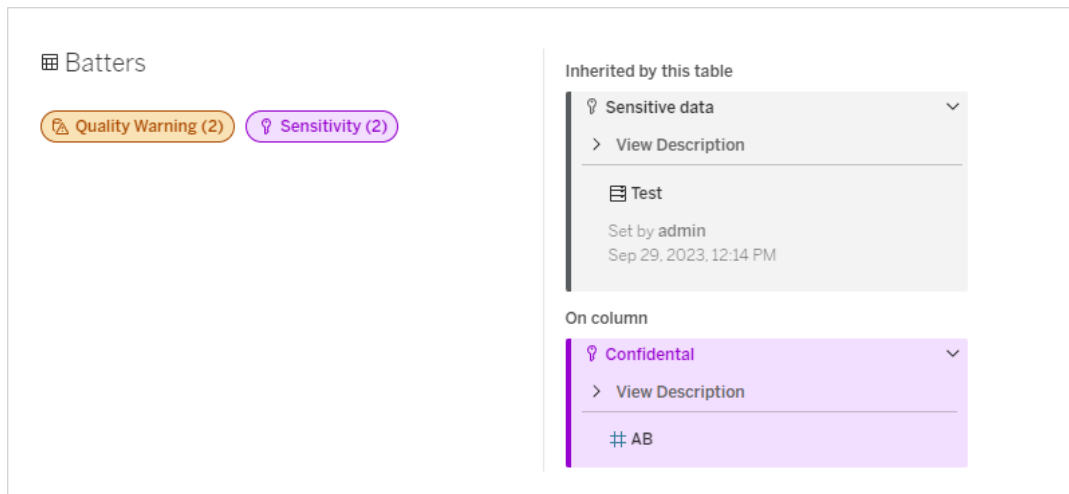 Batters
Quality Warning (2)
Sensitivity (2)
Inherited by this table
Sensitive data
View Description
Test
Set by admin
Sep 29, 2023, 12:14 PM
On column
Confidental
View Description
AB